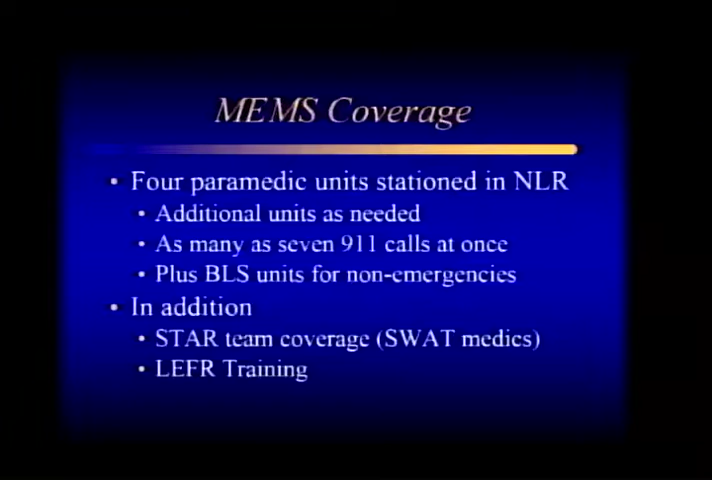 MEMS Coverage
• Four paramedic units stationed in NLR
• Additional units as needed
• As many as seven 911 calls at once
• Plus BLS units for non-emergencies
• In addition
• STAR team coverage (SWAT medics)
• LEFR Training